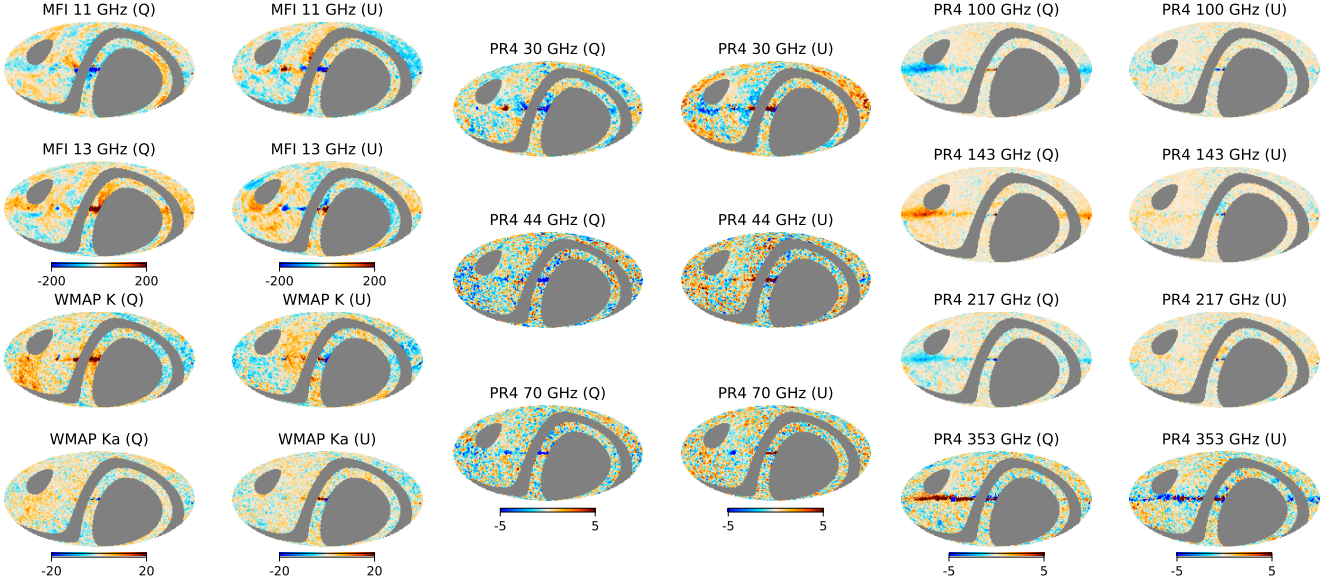 MFI 11 GHz (Q)
MFI 11 GHz (U)
MFI 13 GHz (Q)
MFI 13 GHz (U)
-200 200
-200 200
WMAP K (Q)
WMAP K (U)
WMAP Ka (Q)
WMAP Ka (U)
-20 20
-20 20
PR4 30 GHz (Q)
PR4 30 GHz (U)
PR4 44 GHz (Q)
PR4 44 GHz (U)
PR4 70 GHz (Q)
PR4 70 GHz (U)
-5 5
-5 5
PR4 100 GHz (Q)
PR4 100 GHz (U)
PR4 143 GHz (Q)
PR4 143 GHz (U)
PR4 217 GHz (Q)
PR4 217 GHz (U)
PR4 353 GHz (Q)
PR4 353 GHz (U)
-5 5
-5 5